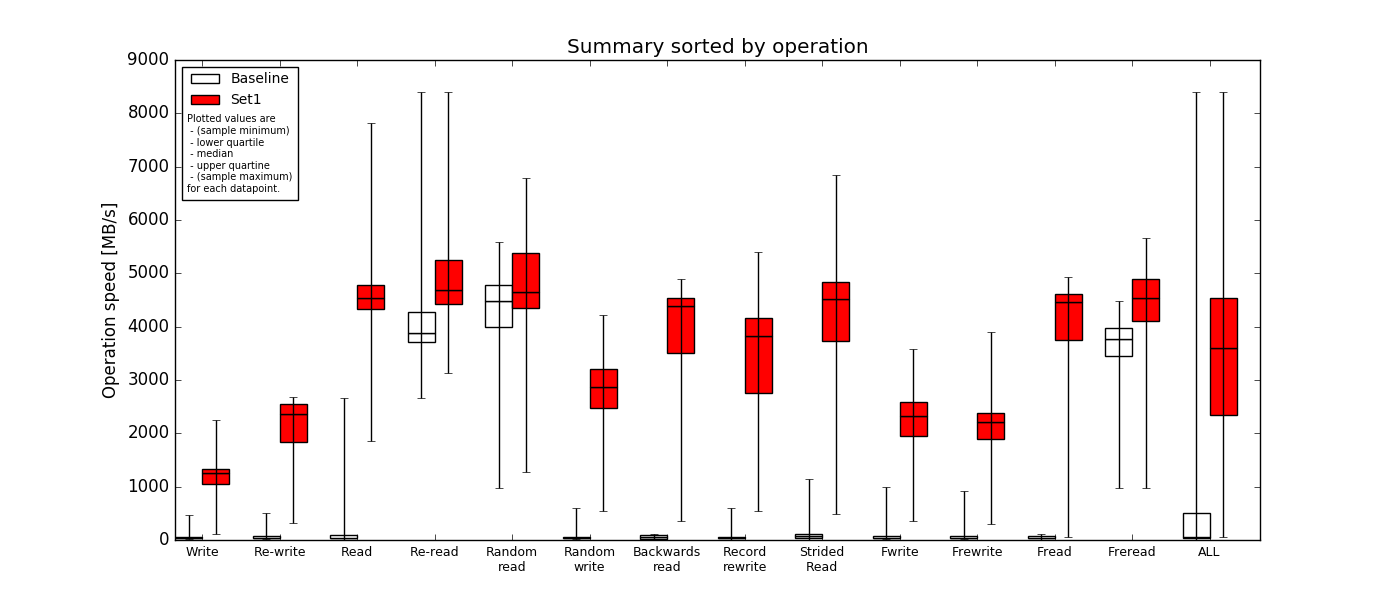 Summary sorted by operation
9000
8000
7000
6000
5000
4000
3000
2000
1000
0
Operation speed [MB/s]
Baseline
Set1
Plotted values are
- (sample minimum)
- lower quartile
- median
- upper quartine
- (sample maximum)
for each datapoint.
Write
Re-write
Read
Re-read
Random
read
Random
write
Backwards
read
Record
rewrite
Strided
Read
Fwrite
Frewrite
Fread
Freread
ALL